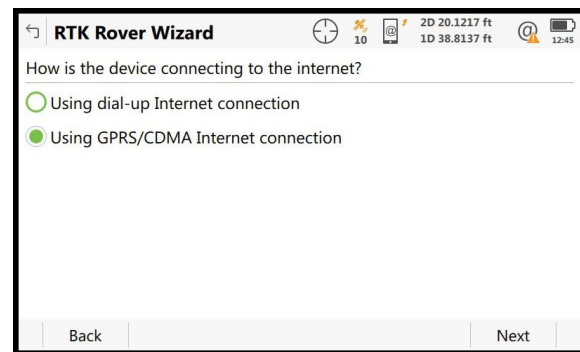 RTK Rover Wizard
10
@
2D 20.1217 ft
1D 38.8137 ft
@
12:45
How is the device connecting to the internet?
Using dial-up Internet connection
Using GPRS/CDMA Internet connection
Back
Next